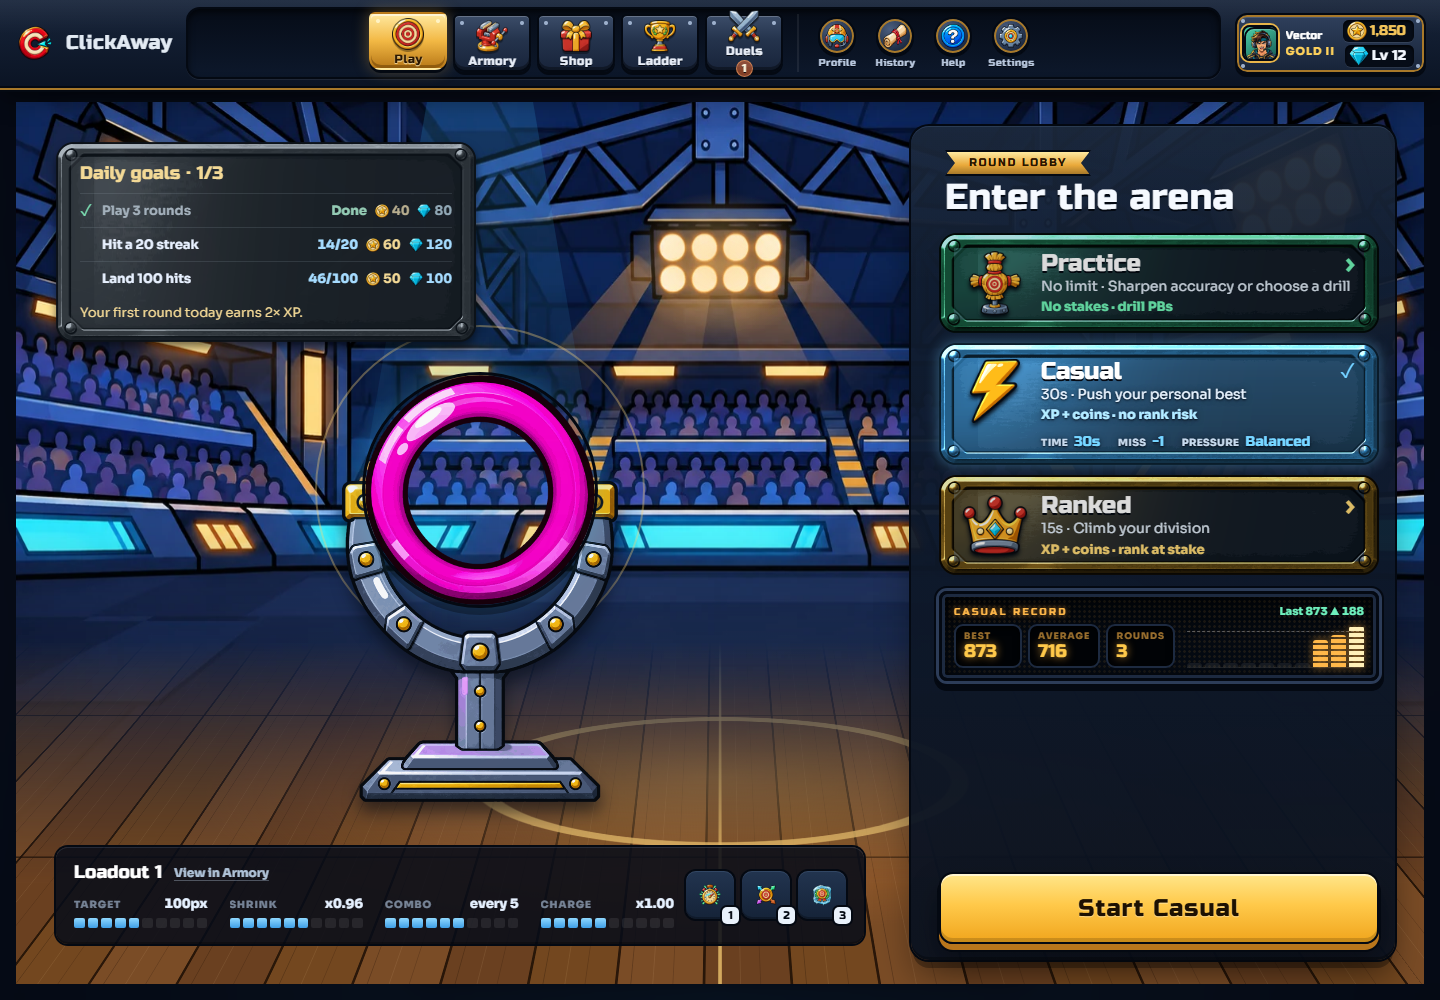 ClickAway
Play
Armory
Shop
Ladder
Duels
1
Profile
History
Help
Settings
Vector
GOLD II
1,850
Lv 12
Daily goals · 1/3
Play 3 rounds Done 40 80
Hit a 20 streak 14/20 60 120
Land 100 hits 46/100 50 100
Your first round today earns 2× XP.
ROUND LOBBY
Enter the arena
Practice
No limit · Sharpen accuracy or choose a drill
No stakes · drill PBs
Casual
30s · Push your personal best
XP + coins · no rank risk
TIME 30s MISS -1 PRESSURE Balanced
Ranked
15s · Climb your division
XP + coins · rank at stake
CASUAL RECORD Last 873 ▲ 188
BEST AVERAGE ROUNDS
873 716 3
Loadout 1 View in Armory
TARGET 100px SHRINK x0.96 COMBO every 5 CHARGE x1.00
1 2 3
Start Casual